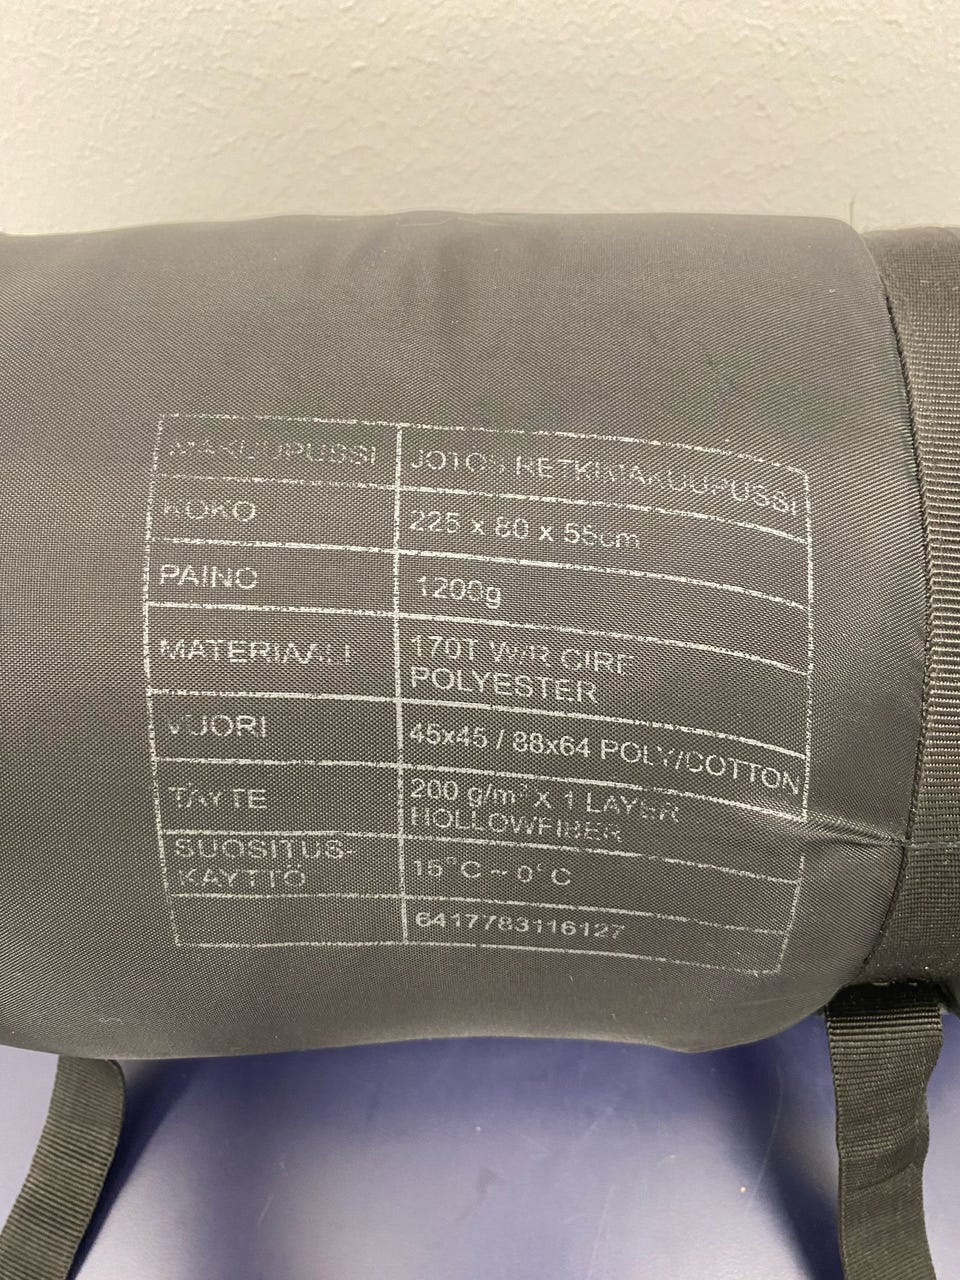 MAKUUPUSSI JOTOS RETKIMAKUUPUSSI
KOKO 225 x 80 x 55cm
PAINO 1200g
MATERIAALI 170T W/R CIRE
POLYESTER
VUORI 45x45 / 88x64 POLY/COTTON
TÄYTE 200 g/m² X 1 LAYER
HOLLOWFIBER
SUOSITUS-
KÄYTTÖ 15°C ~ 0°C
6417783116127